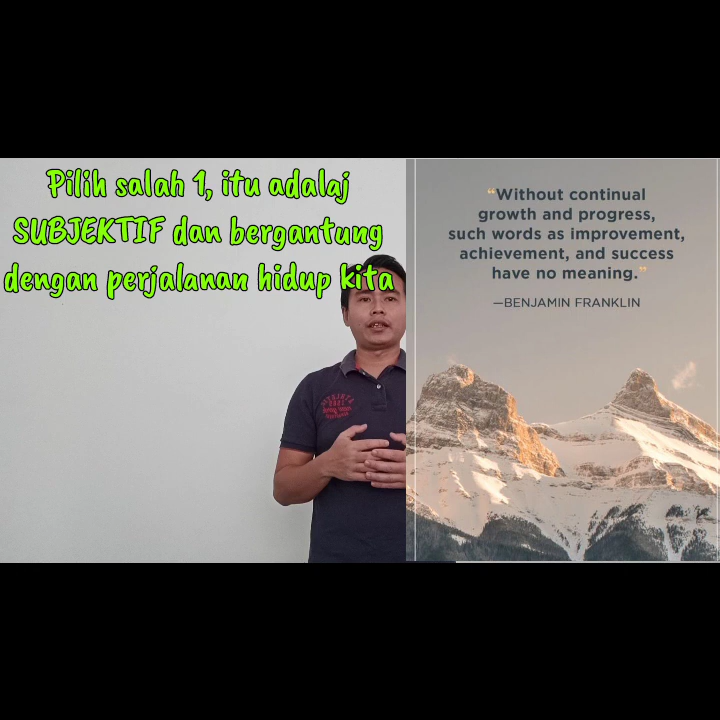 Pilih salah 1, itu adalaj
SUBJEKTIF dan bergantung
dengan perjalanan hidup kita
“Without continual
growth and progress,
such words as improvement,
achievement, and success
have no meaning.”
—BENJAMIN FRANKLIN